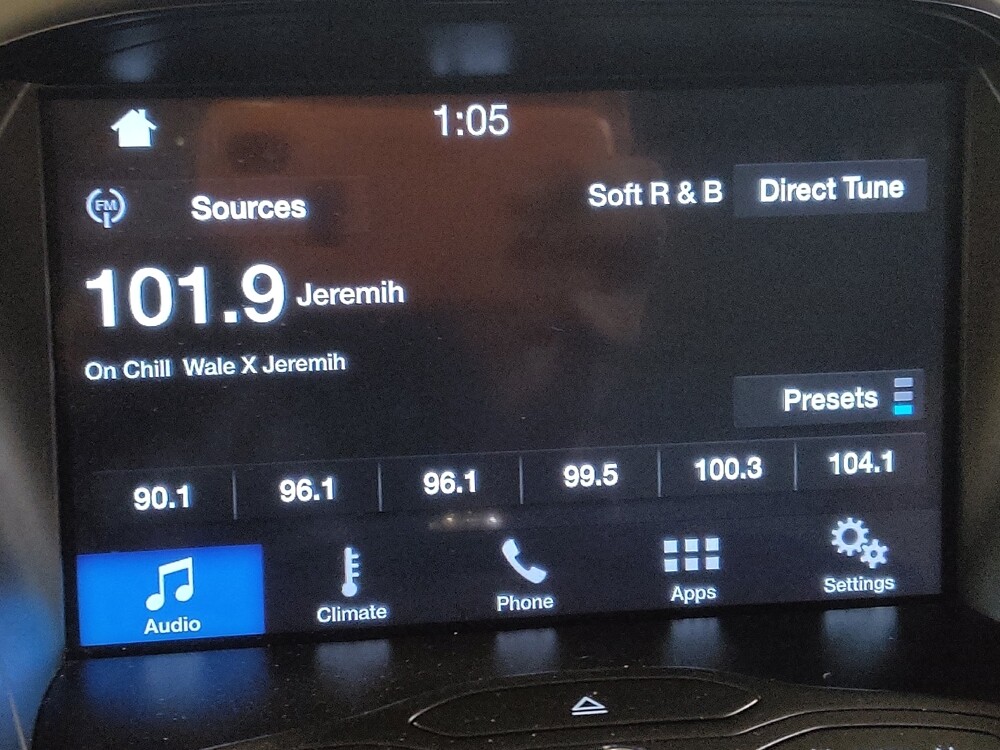 1:05
FM Sources Soft R & B Direct Tune
101.9 Jeremih
On Chill Wale X Jeremih
Presets
90.1 96.1 96.1 99.5 100.3 104.1
Audio Climate Phone Apps Settings